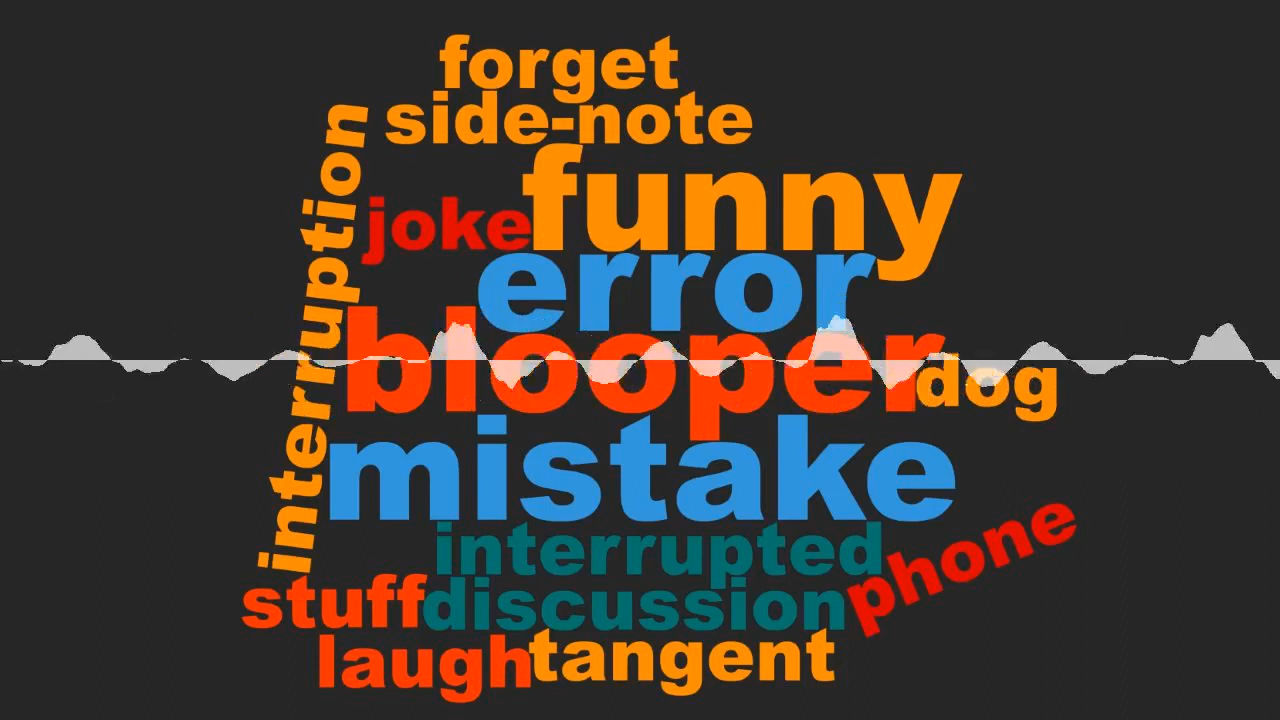 forget
side-note
interruption
funny
joke
error
blooper
dog
mistake
interrupted
phone
stuff
discussion
laugh
tangent